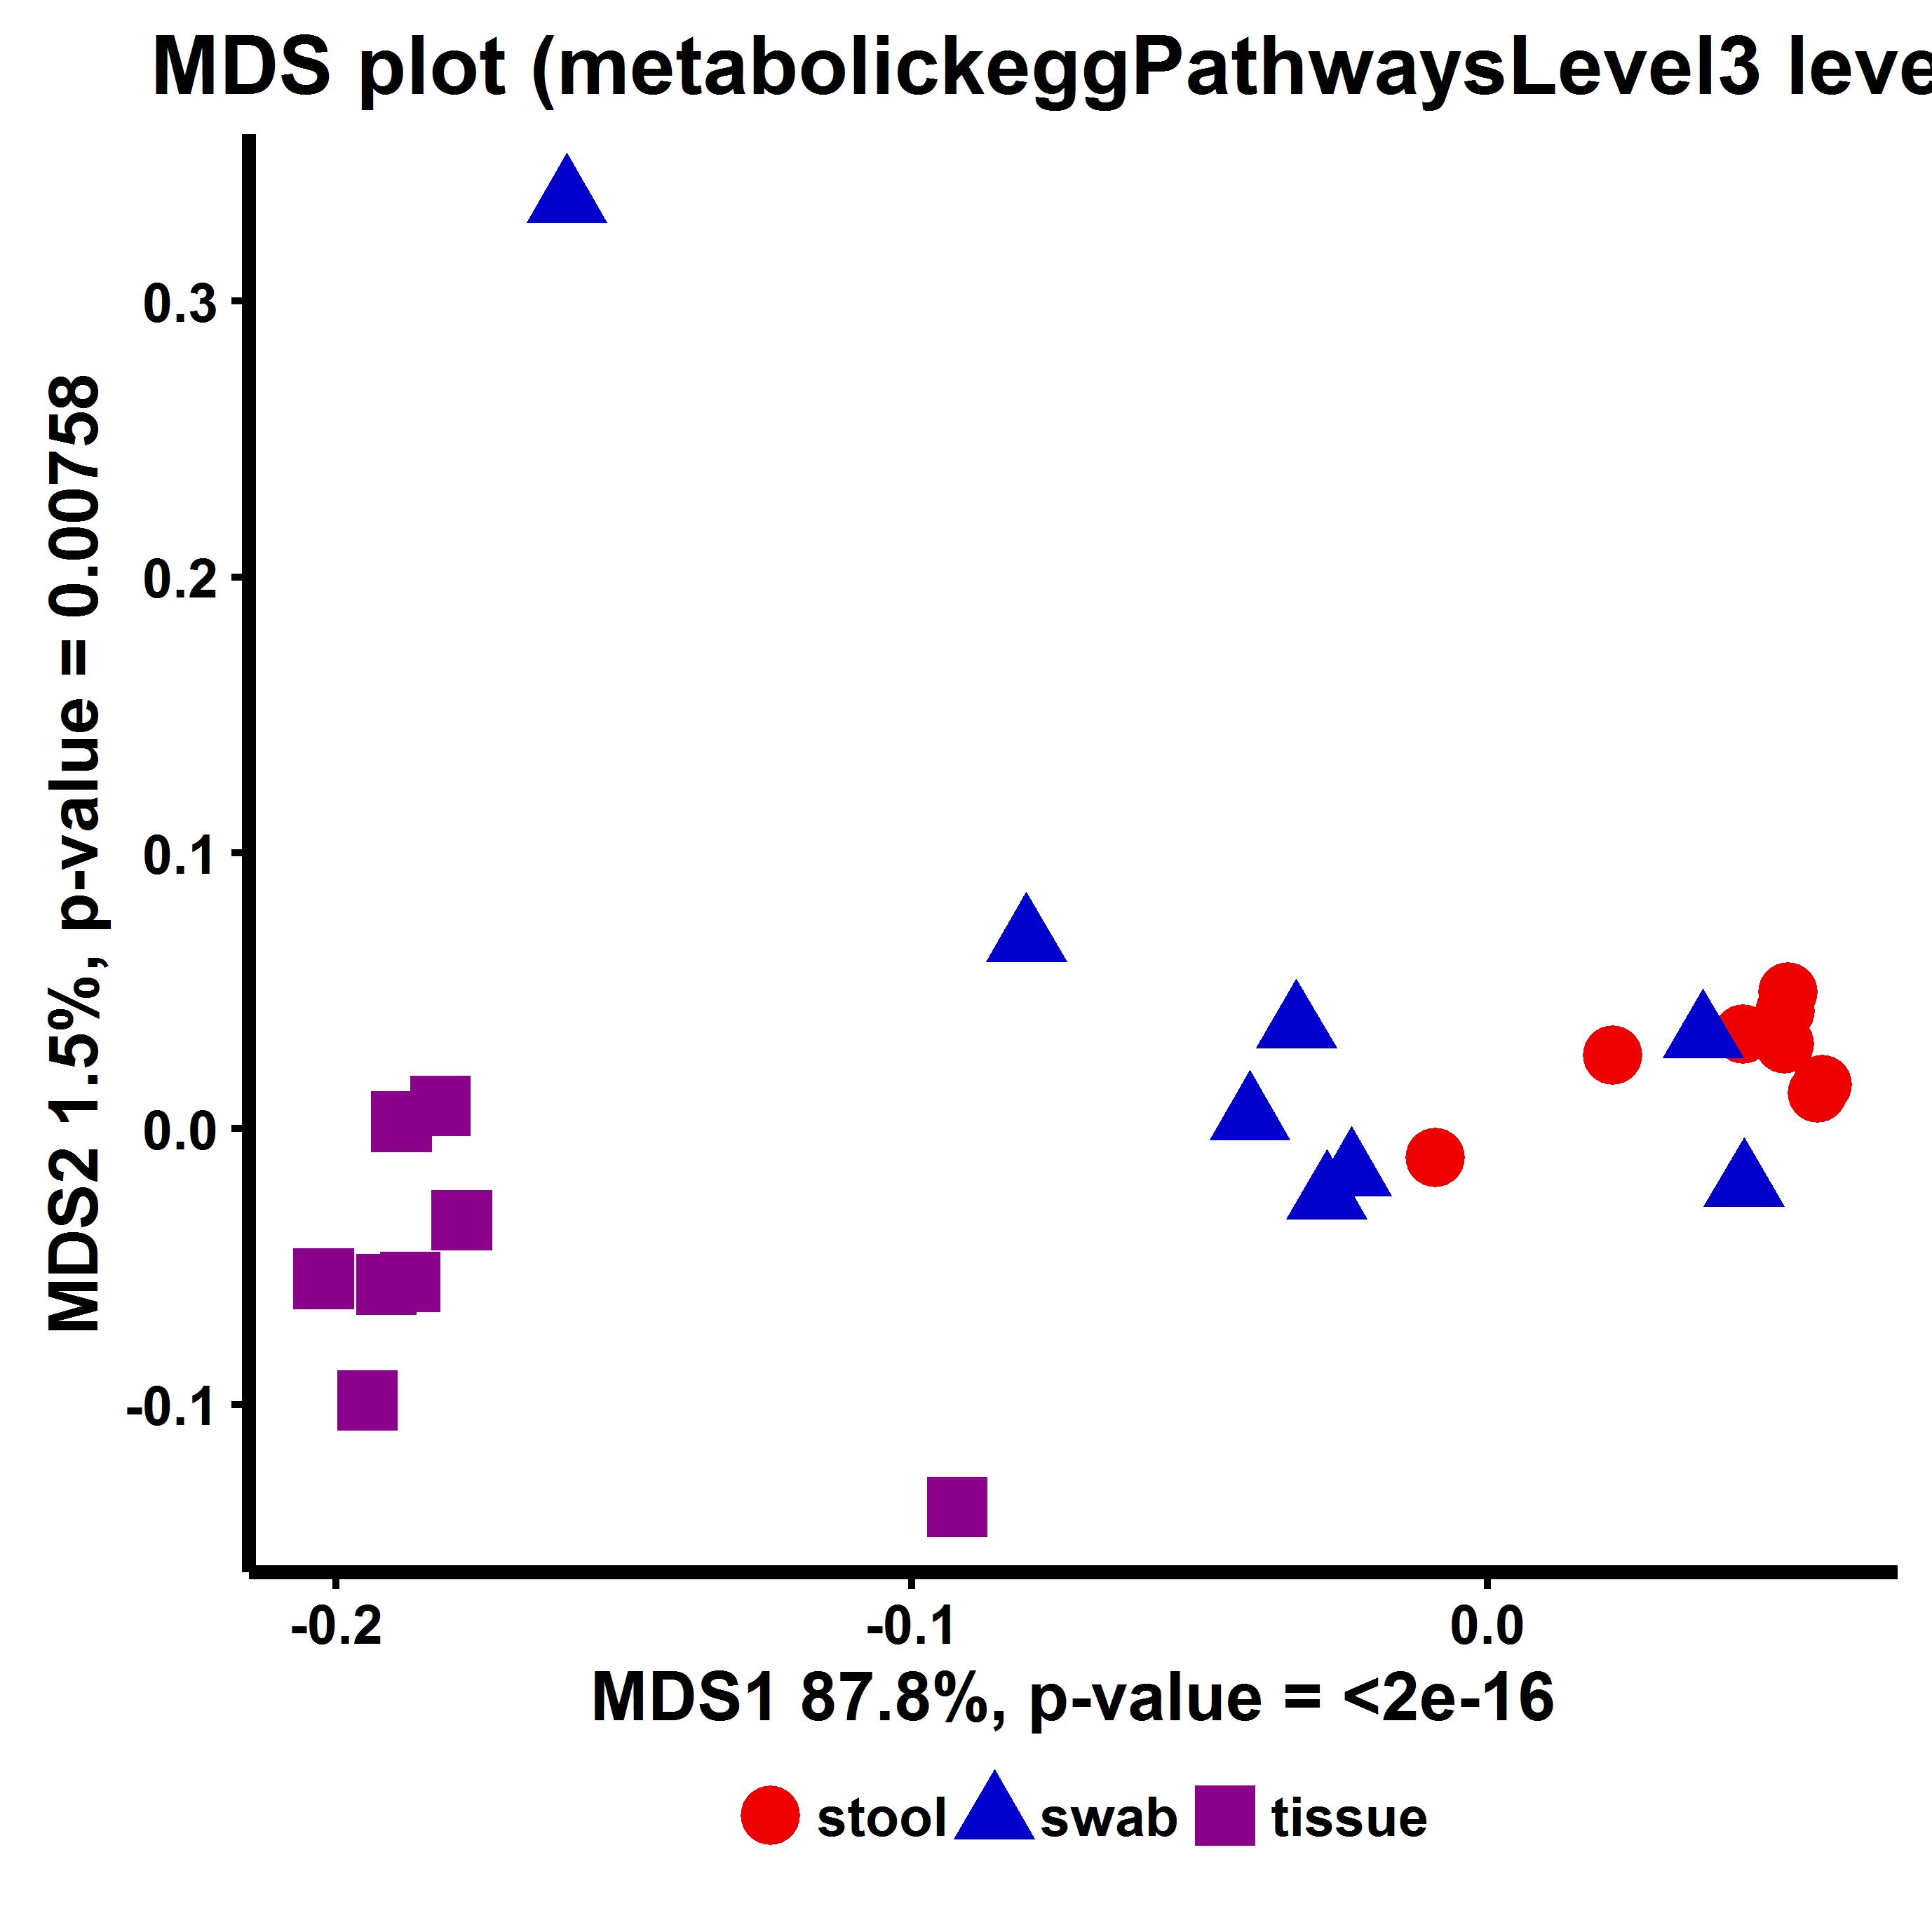 MDS plot (metabolickeggPathwaysLevel3 leve
MDS2 1.5%, p-value = 0.00758
0.3
0.2
0.1
0.0
-0.1
-0.2 -0.1 0.0
MDS1 87.8%, p-value = <2e-16
stool swab tissue